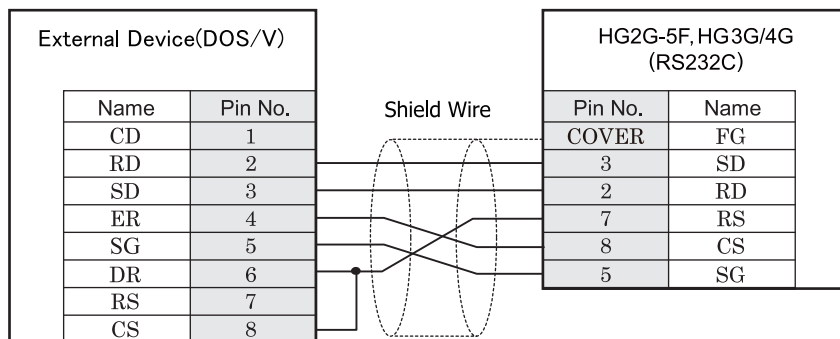 External Device(DOS/V)
Name Pin No.
CD 1
RD 2
SD 3
ER 4
SG 5
DR 6
RS 7
CS 8
Shield Wire
HG2G-5F, HG3G/4G
(RS232C)
Pin No. Name
COVER FG
3 SD
2 RD
7 RS
8 CS
5 SG